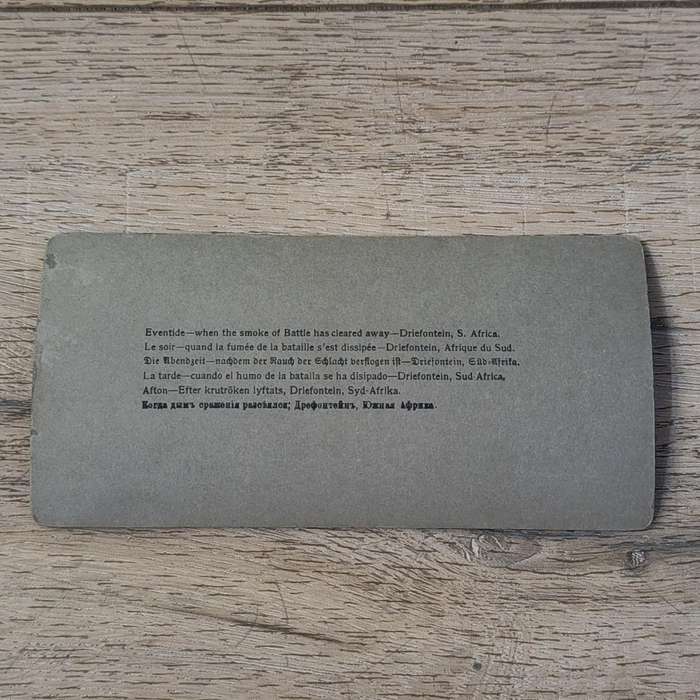 Eventide—when the smoke of Battle has cleared away—Driefontein, S. Africa.
Le soir—quand la fumée de la bataille s'est dissipée—Driefontein, Afrique du Sud.
Die Abendzeit—nachdem der Rauch der Schlacht verflogen ist—Driefontein, Süd-Afrika.
La tarde—cuando el humo de la batalla se ha disipado—Driefontein, Sud Africa,
Afton—Efter krutröken lyftats, Driefontein, Syd-Afrika.
Когда дымъ сраженія разсѣялся; Дрефонтейнъ, Южная Африка.